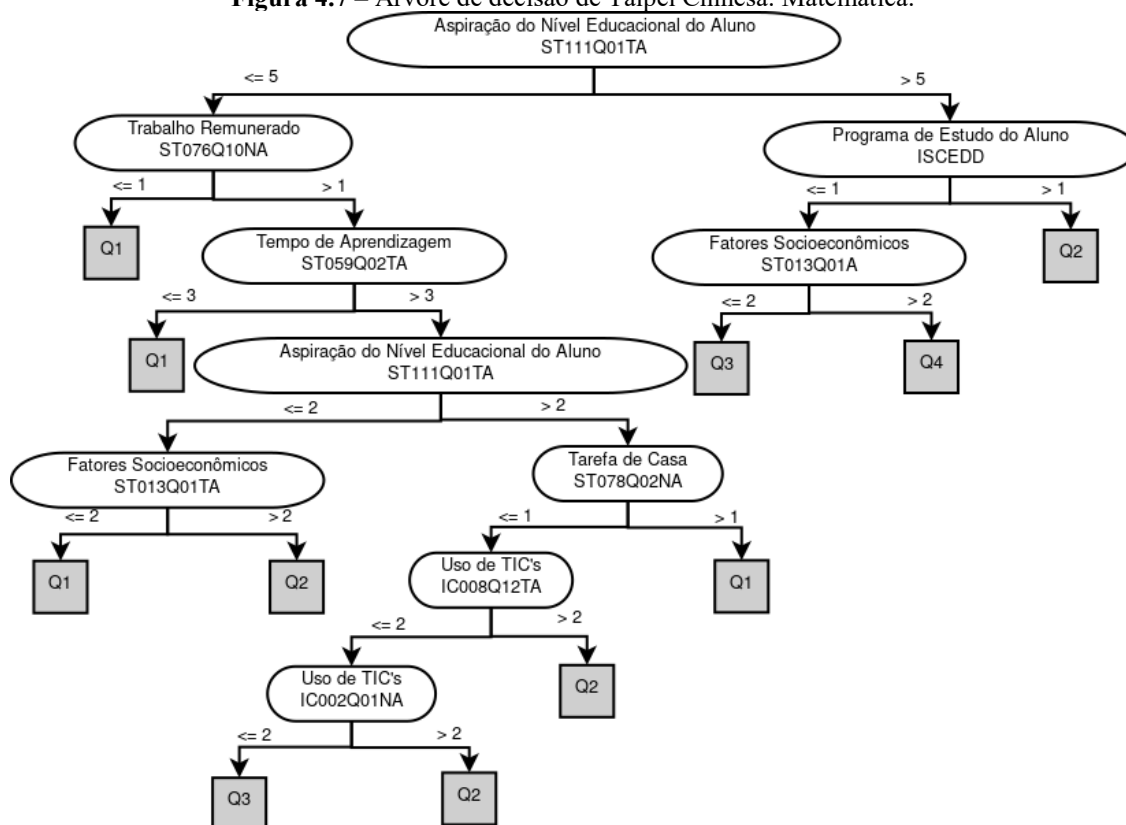 Figura 4.7 – Árvore de decisão de Taipei Chinesa: Matemática.
Aspiração do Nível Educacional do Aluno
ST111Q01TA
<= 5
> 5
Trabalho Remunerado
ST076Q10NA
Programa de Estudo do Aluno
ISCEDD
<= 1
> 1
<= 1
> 1
Q1
Tempo de Aprendizagem
ST059Q02TA
Fatores Socioeconômicos
ST013Q01A
Q2
<= 3
> 3
<= 2
> 2
Q1
Aspiração do Nível Educacional do Aluno
ST111Q01TA
Q3
Q4
<= 2
> 2
Fatores Socioeconômicos
ST013Q01TA
Tarefa de Casa
ST078Q02NA
<= 2
> 2
<= 1
> 1
Q1
Q2
Uso de TIC's
IC008Q12TA
Q1
<= 2
> 2
Uso de TIC's
IC002Q01NA
Q2
<= 2
> 2
Q3
Q2